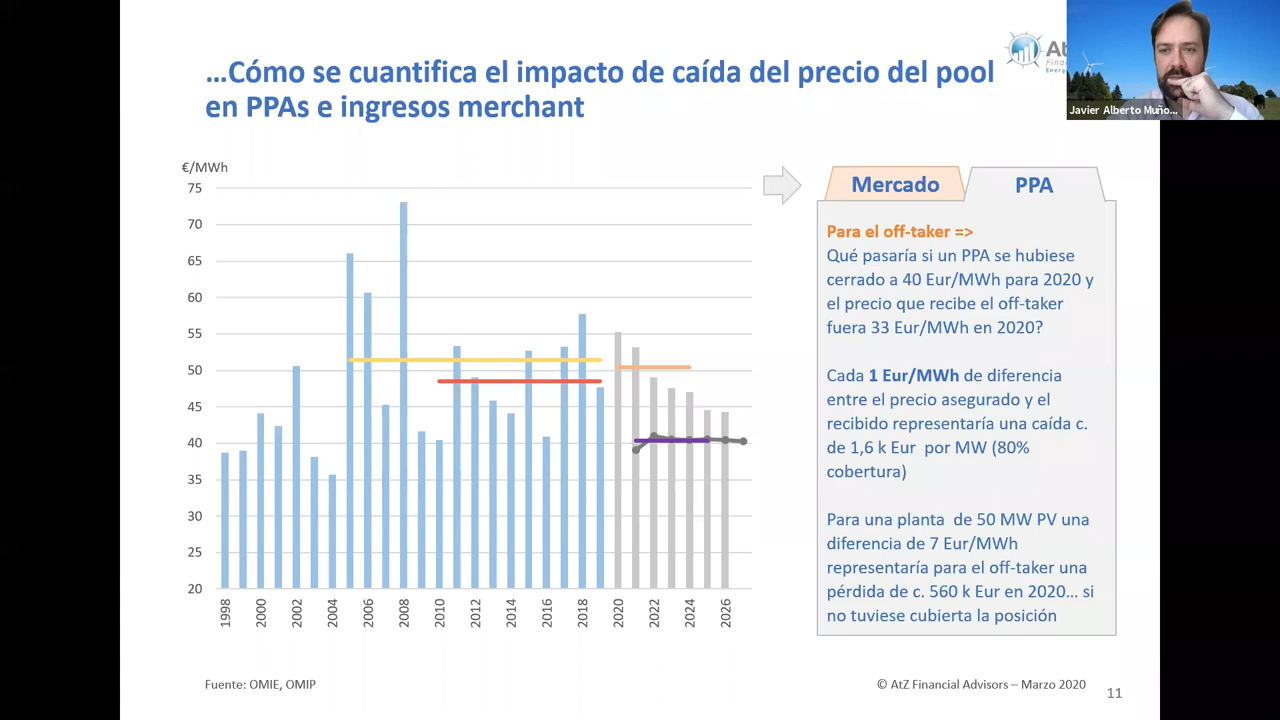 …Cómo se cuantifica el impacto de caída del precio del pool
en PPAs e ingresos merchant
Javier Alberto Muño...
€/MWh
75
70
65
60
55
50
45
40
35
30
25
20
1998
2000
2002
2004
2006
2008
2010
2012
2014
2016
2018
2020
2022
2024
2026
Mercado
PPA
Para el off-taker =>
Qué pasaría si un PPA se hubiese
cerrado a 40 Eur/MWh para 2020 y
el precio que recibe el off-taker
fuera 33 Eur/MWh en 2020?
Cada 1 Eur/MWh de diferencia
entre el precio asegurado y el
recibido representaría una caída c.
de 1,6 k Eur por MW (80%
cobertura)
Para una planta de 50 MW PV una
diferencia de 7 Eur/MWh
representaría para el off-taker una
pérdida de c. 560 k Eur en 2020… si
no tuviese cubierta la posición
Fuente: OMIE, OMIP
© AtZ Financial Advisors – Marzo 2020
11